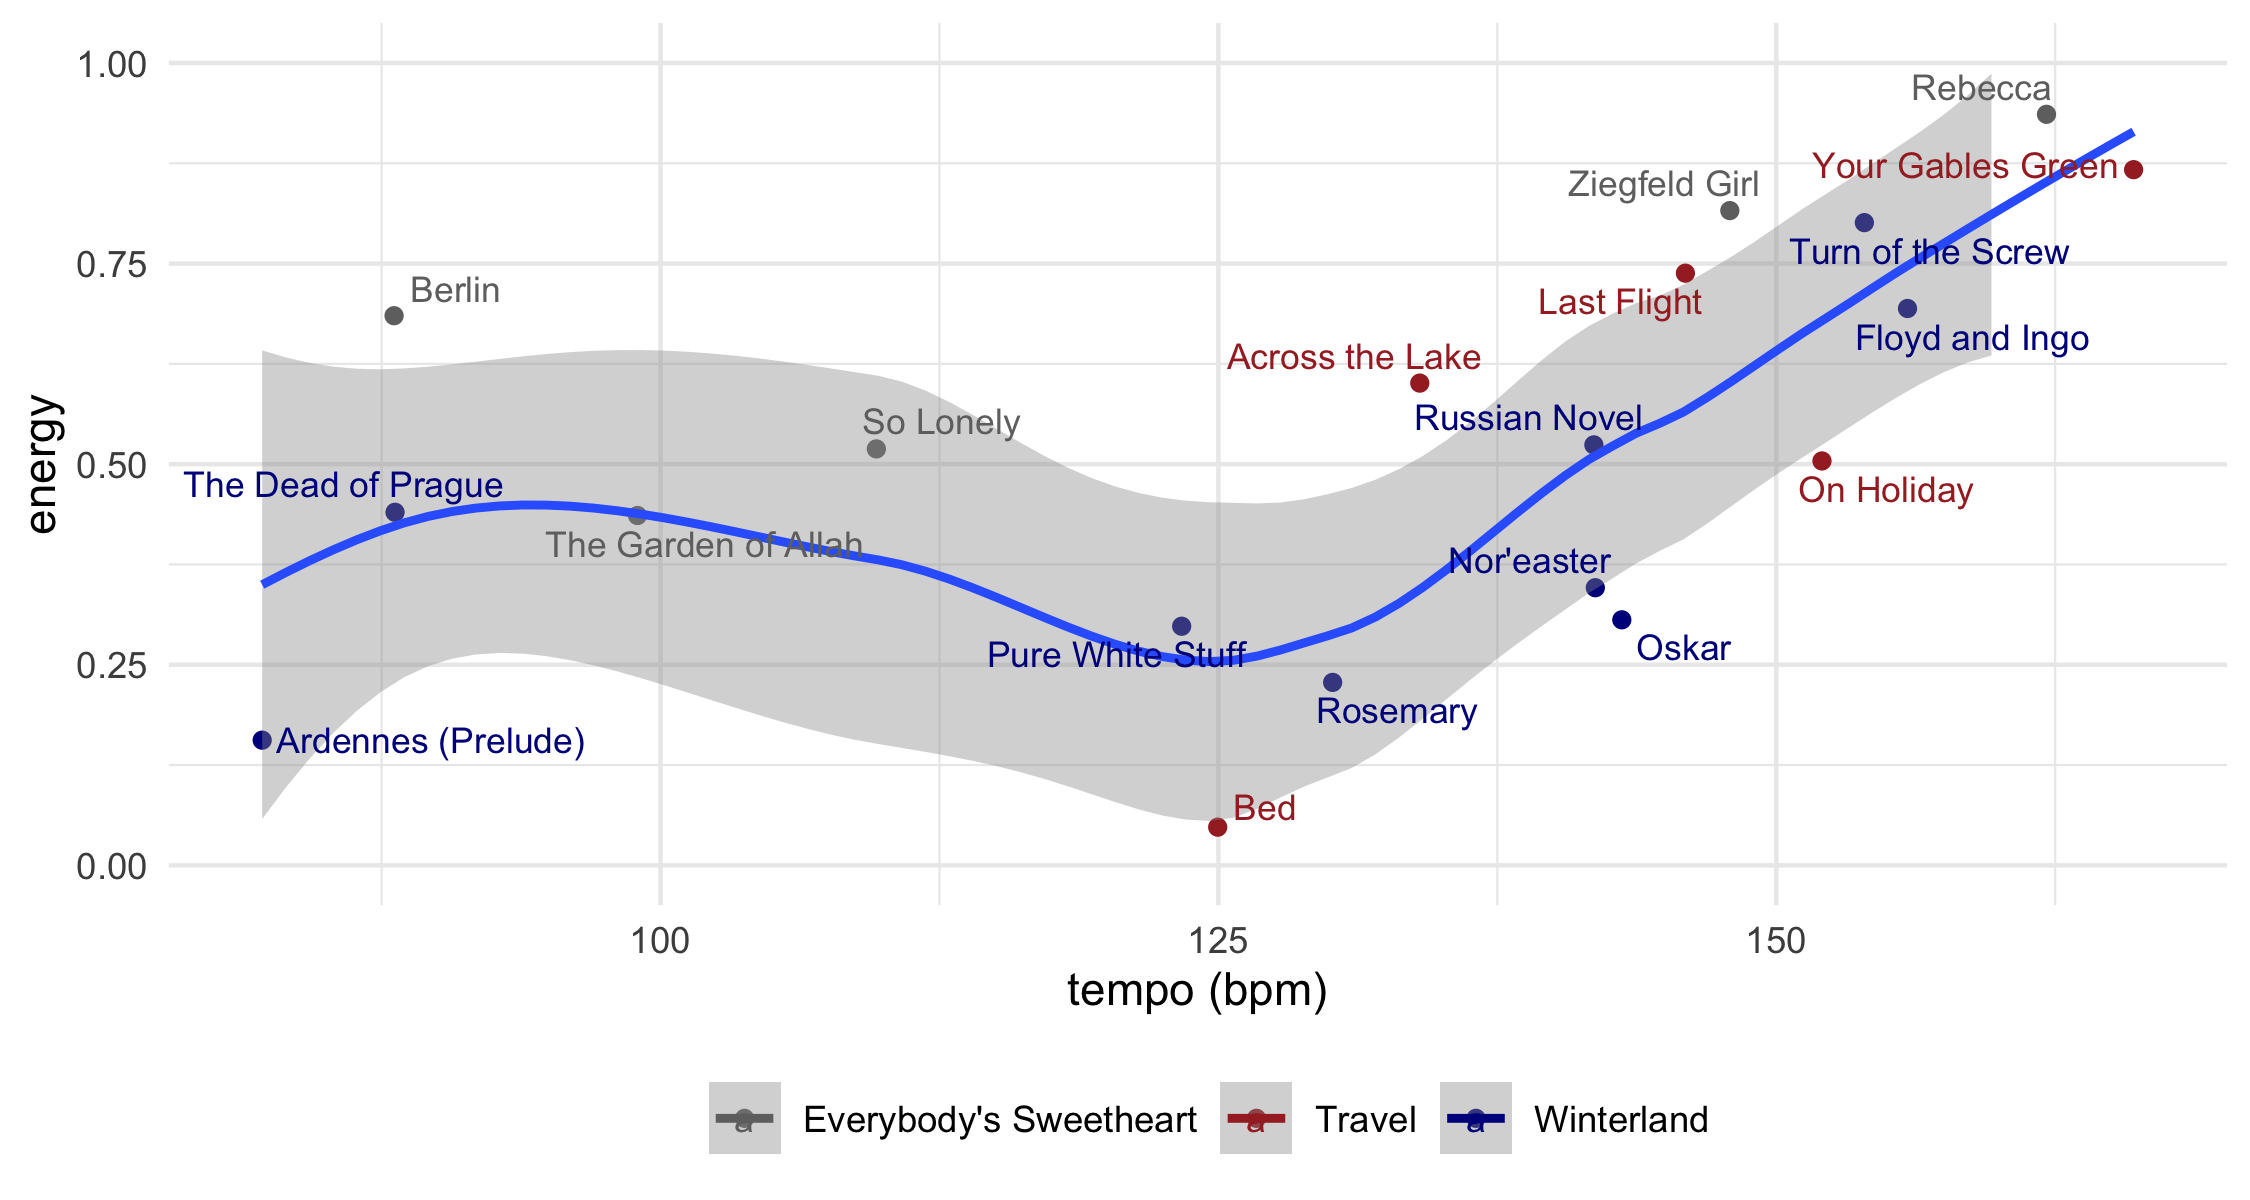 1.00
Rebecca
Your Gables Green
Ziegfeld Girl
0.75
Turn of the Screw
Berlin
Last Flight
Floyd and Ingo
Across the Lake
So Lonely
Russian Novel
0.50
The Dead of Prague
On Holiday
energy
The Garden of Allah
Nor'easter
Pure White Stuff
Oskar
0.25
Rosemary
Ardennes (Prelude)
Bed
0.00
100 125 150
tempo (bpm)
a Everybody's Sweetheart a Travel a Winterland